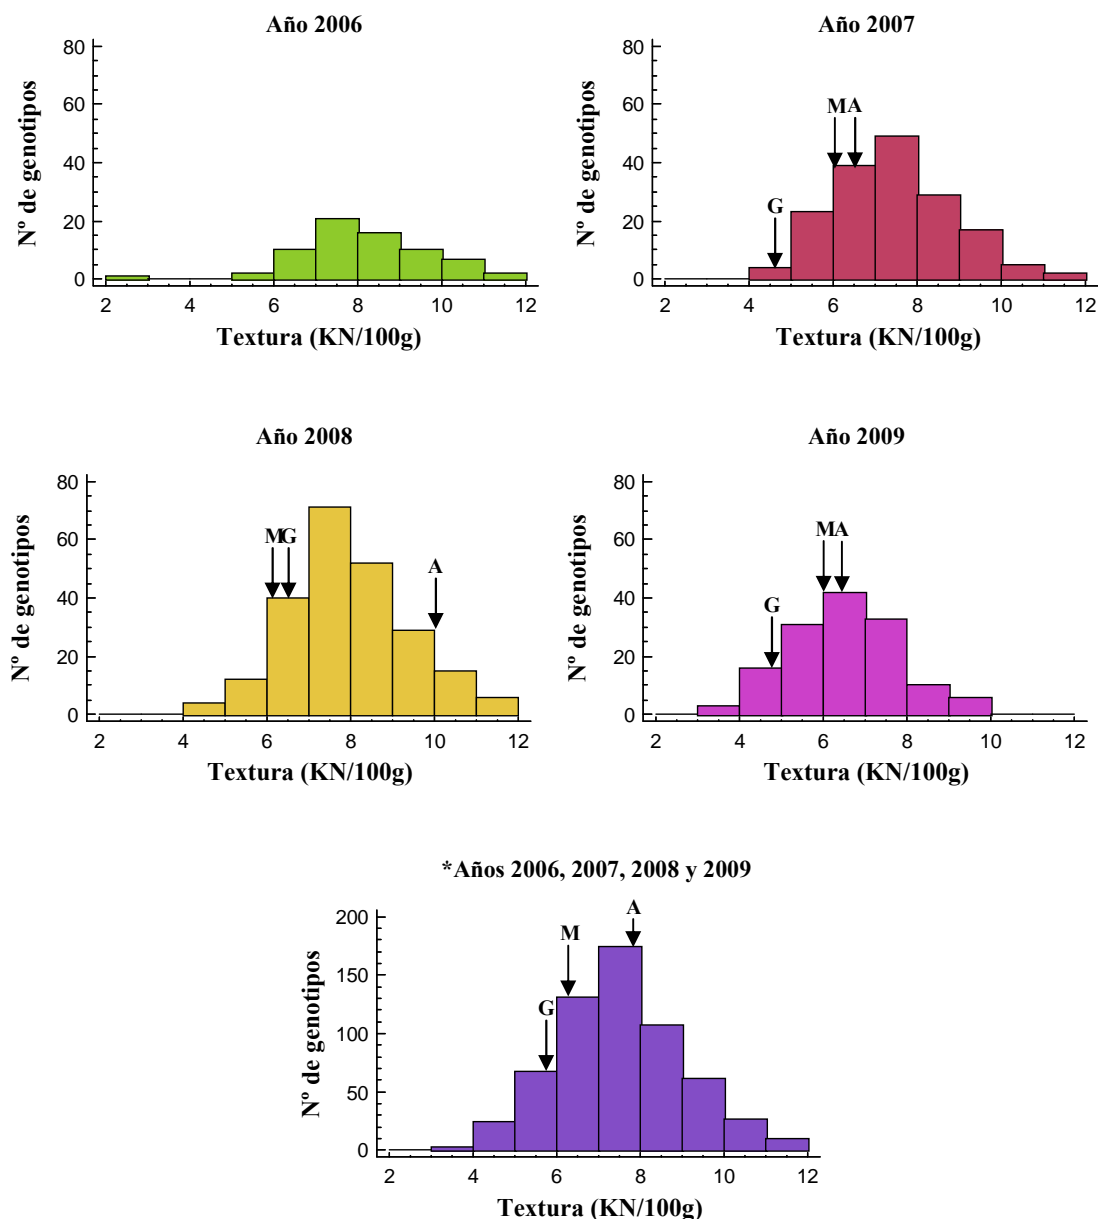 Año 2006
Nº de genotipos
80
60
40
20
0
2 4 6 8 10 12
Textura (KN/100g)
Año 2007
Nº de genotipos
80
60
40
20
0
M A
G
2 4 6 8 10 12
Textura (KN/100g)
Año 2008
Nº de genotipos
80
60
40
20
0
M G
A
2 4 6 8 10 12
Textura (KN/100g)
Año 2009
Nº de genotipos
80
60
40
20
0
M A
G
2 4 6 8 10 12
Textura (KN/100g)
*Años 2006, 2007, 2008 y 2009
Nº de genotipos
200
150
100
50
0
A
M
G
2 4 6 8 10 12
Textura (KN/100g)